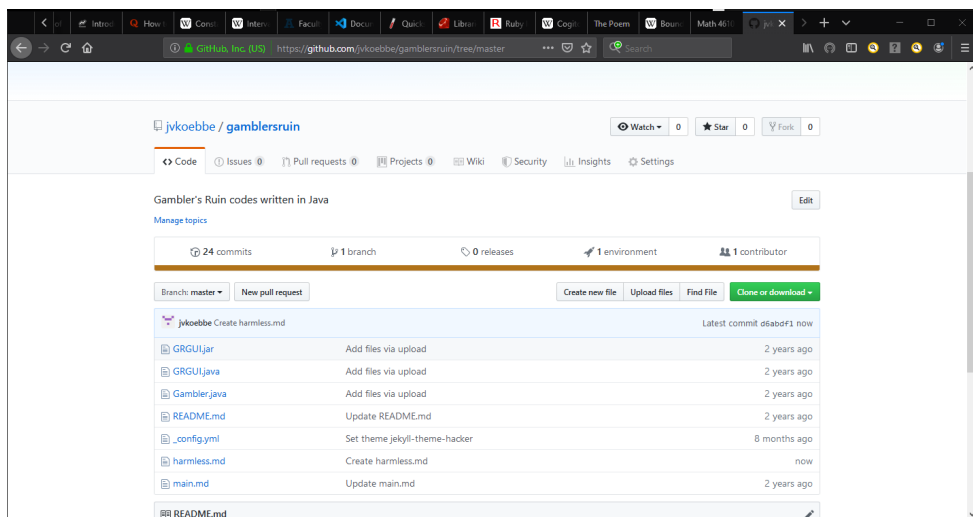 Introd How Const Intern Facult Docun Quick Librar Ruby Cogit The Poem Bounc Math 461
GitHub, Inc. (US) https://github.com/jvkoebbe/gamblersruin/tree/master Search
jvkoebbe / gamblersruin Watch 0 Star 0 Fork 0
Code Issues 0 Pull requests 0 Projects 0 Wiki Security Insights Settings
Gambler's Ruin codes written in Java Edit
Manage topics
24 commits 1 branch 0 releases 1 environment 1 contributor
Branch: master New pull request Create new file Upload files Find File Clone or download
jvkoebbe Create harmless.md Latest commit d6abdf1 now
GRGUI.jar Add files via upload 2 years ago
GRGUI.java Add files via upload 2 years ago
Gambler.java Add files via upload 2 years ago
README.md Update README.md 2 years ago
_config.yml Set theme jekyll-theme-hacker 8 months ago
harmless.md Create harmless.md now
main.md Update main.md 2 years ago
README.md